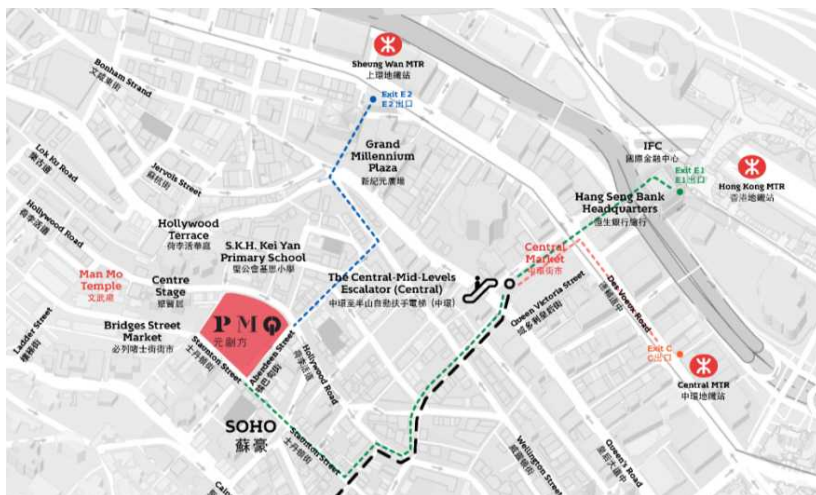 Sheung Wan MTR
上環地鐵站
Exit E2
E2 出口
Bonham Strand
文咸東街
Grand
Millennium
Plaza
新紀元廣場
IFC
國際金融中心
Exit E1
E1出口
Hong Kong MTR
香港地鐵站
Lok Ku Road
樂古道
Jervois Street
蘇杭街
Hang Seng Bank
Headquarters
恒生銀行總行
Hollywood Road
荷李活道
Hollywood
Terrace
荷李活華庭
S.K.H. Kei Yan
Primary School
聖公會基恩小學
Central
Market
中環街市
Man Mo
Temple
文武廟
Centre
Stage
聚賢居
The Central-Mid-Levels
Escalator (Central)
中環至半山自動扶手電梯（中環）
Des Voeux Road
德輔道中
Queen Victoria Street
域多利皇后街
Ladder Street
樓梯街
Bridges Street
Market
必列啫士街街市
PMQ
元創方
Staunton Street
士丹頓街
Aberdeen Street
鴨巴甸街
Hollywood Road
荷李活道
Exit C
C出口
Central MTR
中環地鐵站
SOHO
蘇豪
Staunton Street
士丹頓街
Wellington Street
威靈頓街
Queen's Road
皇后大道中